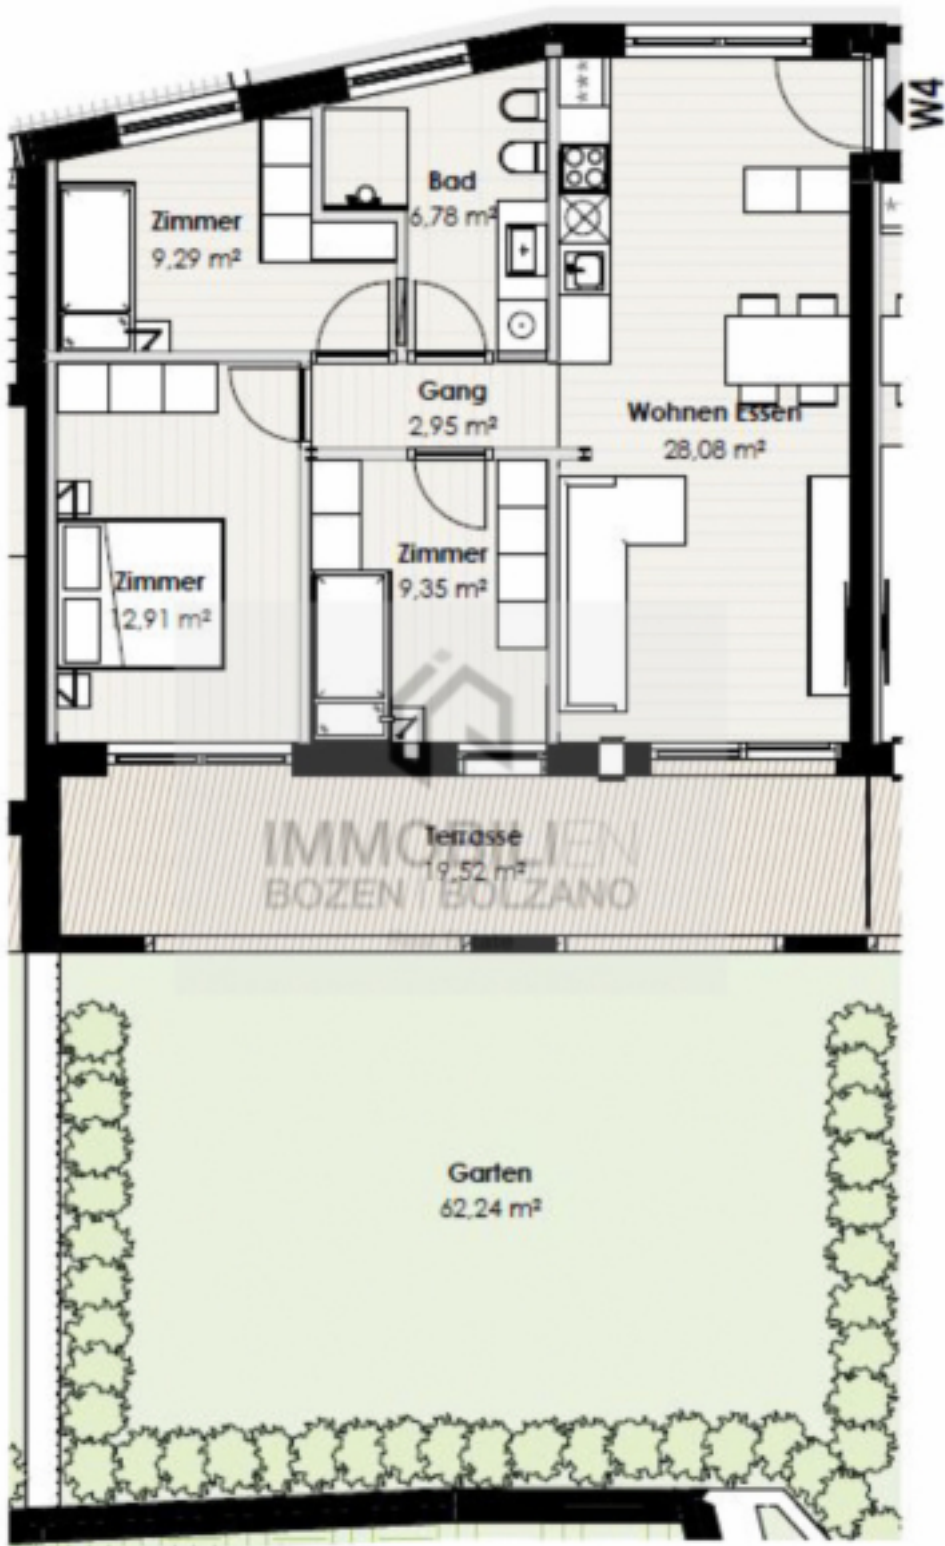 W4
Bad
6,78 m²
Zimmer
9,29 m²
Gang
2,95 m²
Wohnen Essen
28,08 m²
Zimmer
9,35 m²
Zimmer
12,91 m²
Terrasse
19,52 m²
IMMOBILIEN
BOZEN | BOLZANO
Garten
62,24 m²